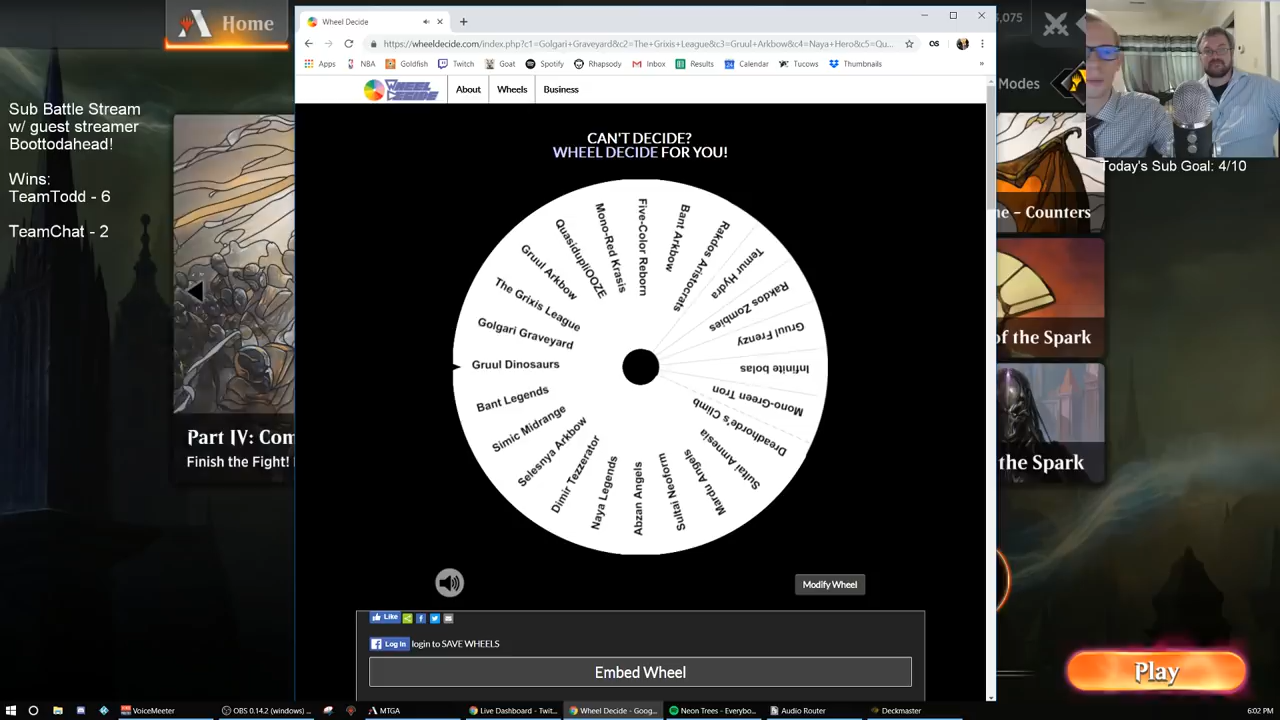 Home
Sub Battle Stream
w/ guest streamer
Boottodahead!
Wins:
TeamTodd - 6
TeamChat - 2
Part IV: Com
Finish the Fight!
Wheel Decide
https://wheeldecide.com/index.php?c1=Golgari+Graveyard&c2=The+Grixis+League&c3=Gruul+Arkbow&c4=Naya+Hero&c5=Qu...
Apps
NBA
Goldfish
Twitch
Goat
Spotify
Rhapsody
Inbox
Results
Calendar
Tucows
Thumbnails
»
WHEEL DECIDE
About
Wheels
Business
CAN'T DECIDE?
WHEEL DECIDE FOR YOU!
Five-Color Reborn
Bant Arkbow
Rakdos Aristocrats
Temur Hydra
Rakdos Zombies
Gruul Frenzy
Infinite bolas
Mono-Green Tron
Dreadhorde's Climb
Sultai Amnesia
Mardu Angels
Sultai Neoform
Abzan Angels
Naya Legends
Dimir Tezzerator
Selesnya Arkbow
Simic Midrange
Bant Legends
Gruul Dinosaurs
Golgari Graveyard
The Grixis League
Gruul Arkbow
QuasiduplIOOZE
Mono-Red Krasis
Modify Wheel
Like
Log In
login to SAVE WHEELS
Embed Wheel
,075
Modes
Today's Sub Goal: 4/10
ne - Counters
of the Spark
the Spark
Play
VoiceMeeter
OBS 0.14.2 (windows) ...
MTGA
Live Dashboard - Twit...
Wheel Decide - Goog...
Neon Trees - Everybo...
Audio Router
Deckmaster
6:02 PM